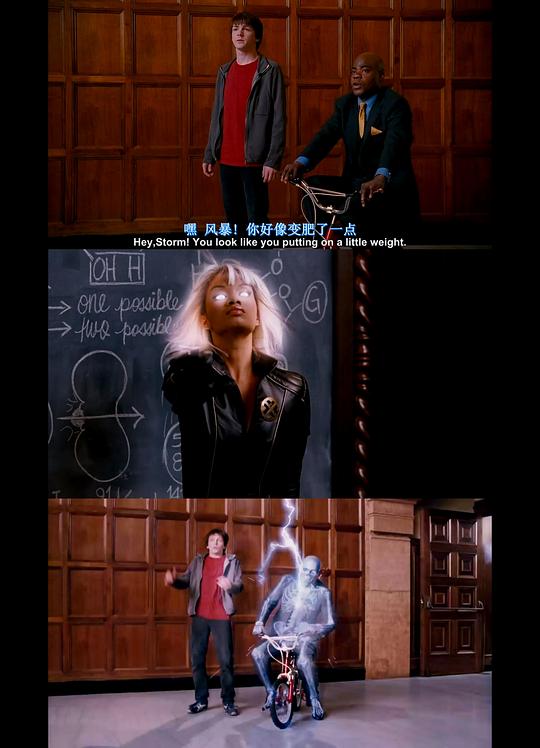 嘿 风暴！你好像变肥了一点
Hey,Storm! You look like you putting on a little weight.
OH H
→ one possible
→ two possible
G
X